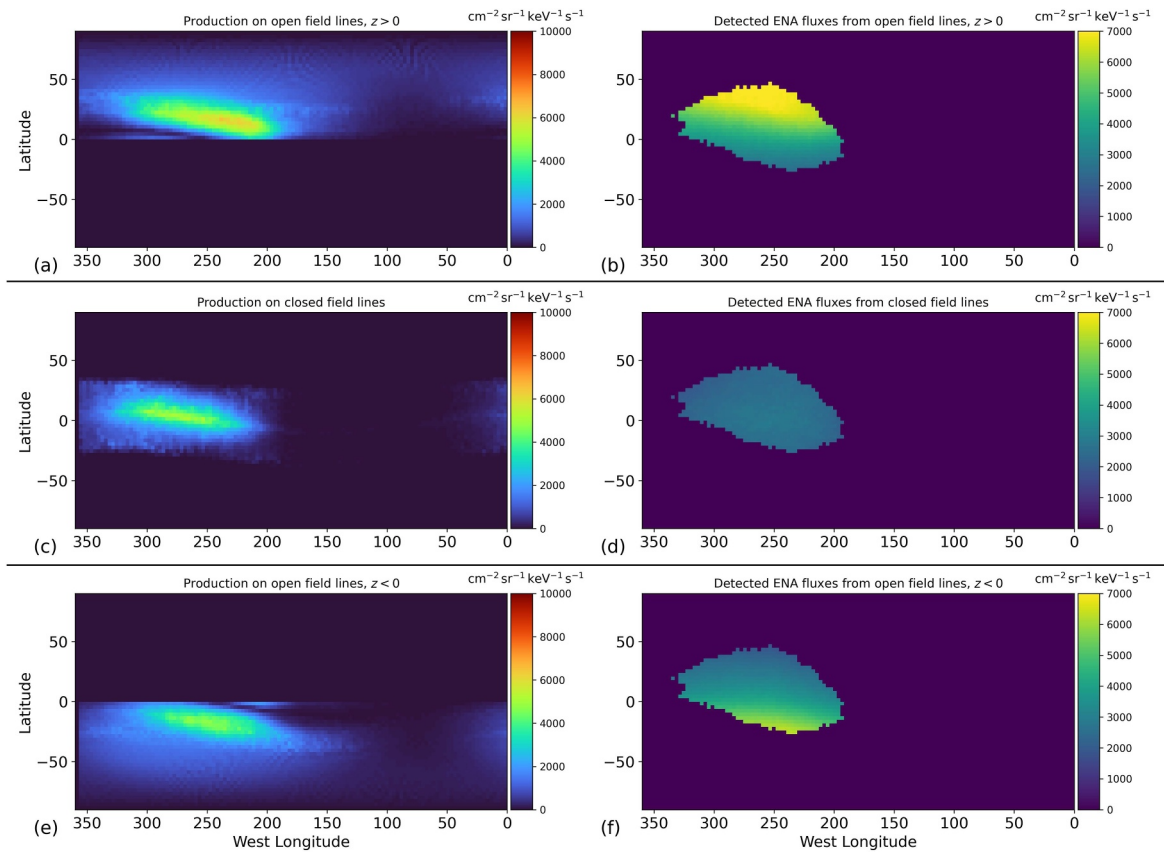 Production on open field lines, z > 0
cm⁻² sr⁻¹ keV⁻¹ s⁻¹
10000
8000
6000
4000
2000
0
Latitude
50
0
−50
350 300 250 200 150 100 50 0
(a)
Detected ENA fluxes from open field lines, z > 0
cm⁻² sr⁻¹ keV⁻¹ s⁻¹
7000
6000
5000
4000
3000
2000
1000
0
50
0
−50
350 300 250 200 150 100 50 0
(b)
Production on closed field lines
cm⁻² sr⁻¹ keV⁻¹ s⁻¹
10000
8000
6000
4000
2000
0
Latitude
50
0
−50
350 300 250 200 150 100 50 0
(c)
Detected ENA fluxes from closed field lines
cm⁻² sr⁻¹ keV⁻¹ s⁻¹
7000
6000
5000
4000
3000
2000
1000
0
50
0
−50
350 300 250 200 150 100 50 0
(d)
Production on open field lines, z < 0
cm⁻² sr⁻¹ keV⁻¹ s⁻¹
10000
8000
6000
4000
2000
0
Latitude
50
0
−50
350 300 250 200 150 100 50 0
(e)
West Longitude
Detected ENA fluxes from open field lines, z < 0
cm⁻² sr⁻¹ keV⁻¹ s⁻¹
7000
6000
5000
4000
3000
2000
1000
0
50
0
−50
350 300 250 200 150 100 50 0
(f)
West Longitude